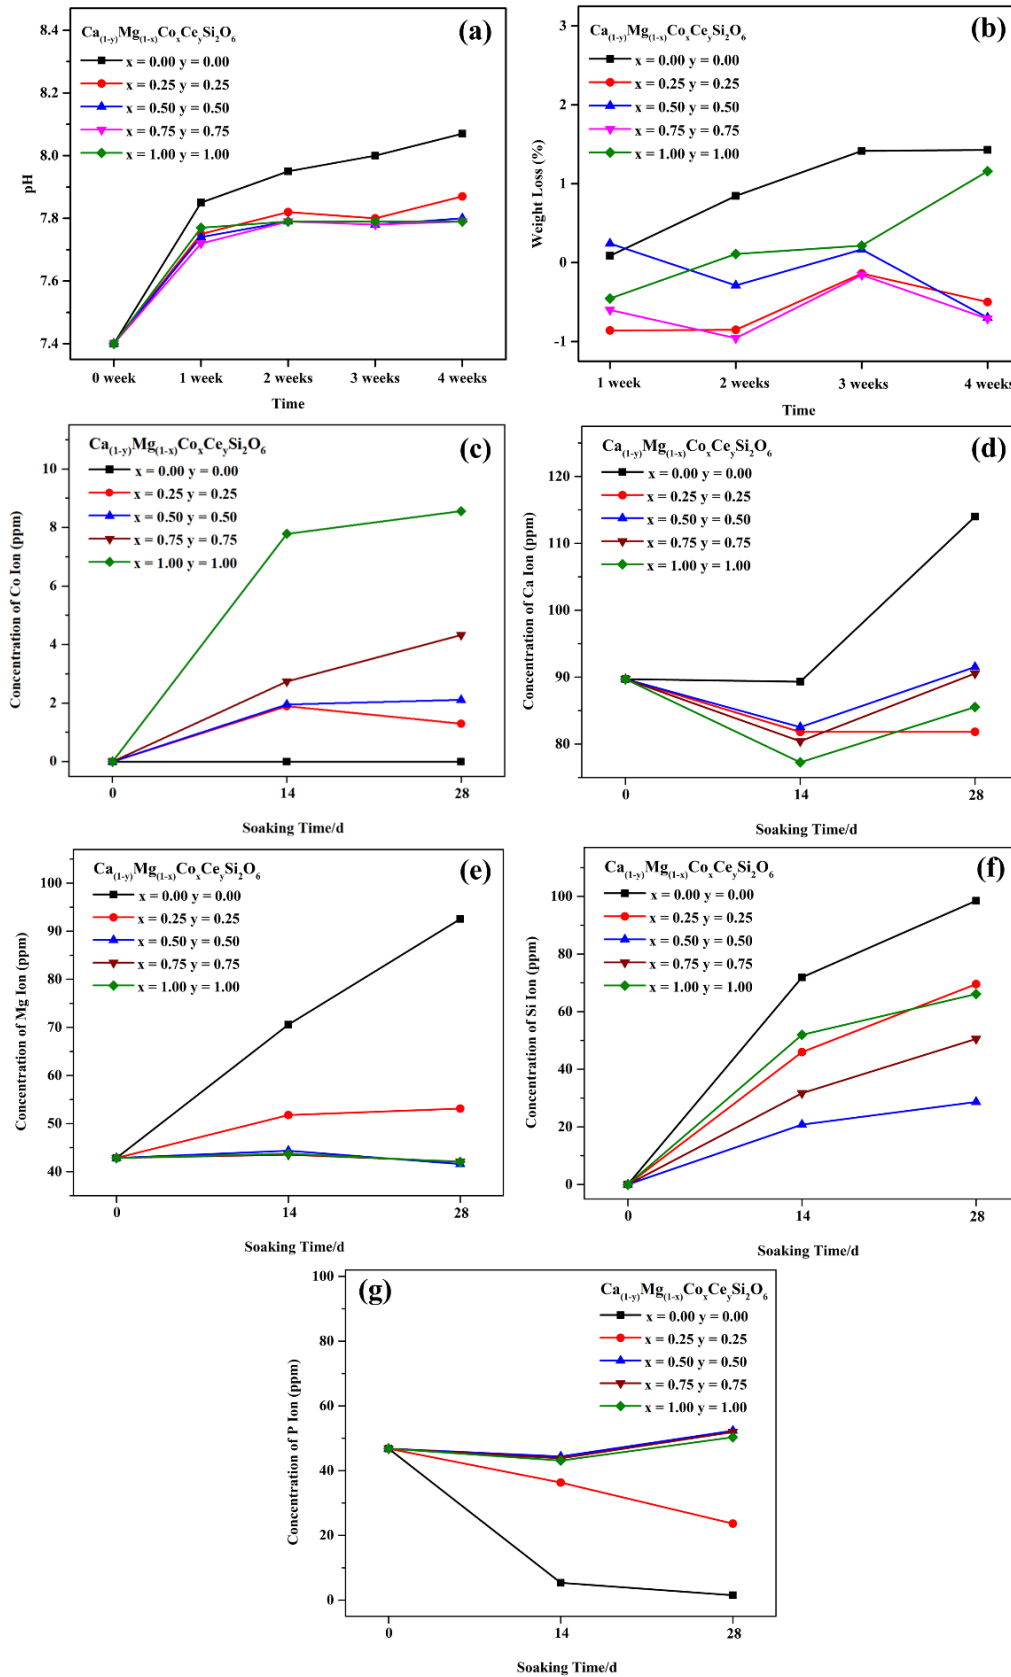 (a)
Ca(1-y)Mg(1-x)CoxCeySi2O6
x = 0.00 y = 0.00
x = 0.25 y = 0.25
x = 0.50 y = 0.50
x = 0.75 y = 0.75
x = 1.00 y = 1.00
8.4
8.2
8.0
7.8
7.6
7.4
pH
0 week
1 week
2 weeks
3 weeks
4 weeks
Time
(b)
Ca(1-y)Mg(1-x)CoxCeySi2O6
x = 0.00 y = 0.00
x = 0.25 y = 0.25
x = 0.50 y = 0.50
x = 0.75 y = 0.75
x = 1.00 y = 1.00
3
2
1
0
-1
Weight Loss (%)
1 week
2 weeks
3 weeks
4 weeks
Time
(c)
Ca(1-y)Mg(1-x)CoxCeySi2O6
x = 0.00 y = 0.00
x = 0.25 y = 0.25
x = 0.50 y = 0.50
x = 0.75 y = 0.75
x = 1.00 y = 1.00
10
8
6
4
2
0
Concentration of Co Ion (ppm)
0
14
28
Soaking Time/d
(d)
Ca(1-y)Mg(1-x)CoxCeySi2O6
x = 0.00 y = 0.00
x = 0.25 y = 0.25
x = 0.50 y = 0.50
x = 0.75 y = 0.75
x = 1.00 y = 1.00
120
110
100
90
80
Concentration of Ca Ion (ppm)
0
14
28
Soaking Time/d
(e)
Ca(1-y)Mg(1-x)CoxCeySi2O6
x = 0.00 y = 0.00
x = 0.25 y = 0.25
x = 0.50 y = 0.50
x = 0.75 y = 0.75
x = 1.00 y = 1.00
100
90
80
70
60
50
40
Concentration of Mg Ion (ppm)
0
14
28
Soaking Time/d
(f)
Ca(1-y)Mg(1-x)CoxCeySi2O6
x = 0.00 y = 0.00
x = 0.25 y = 0.25
x = 0.50 y = 0.50
x = 0.75 y = 0.75
x = 1.00 y = 1.00
100
80
60
40
20
0
Concentration of Si Ion (ppm)
0
14
28
Soaking Time/d
(g)
Ca(1-y)Mg(1-x)CoxCeySi2O6
x = 0.00 y = 0.00
x = 0.25 y = 0.25
x = 0.50 y = 0.50
x = 0.75 y = 0.75
x = 1.00 y = 1.00
100
80
60
40
20
0
Concentration of P Ion (ppm)
0
14
28
Soaking Time/d